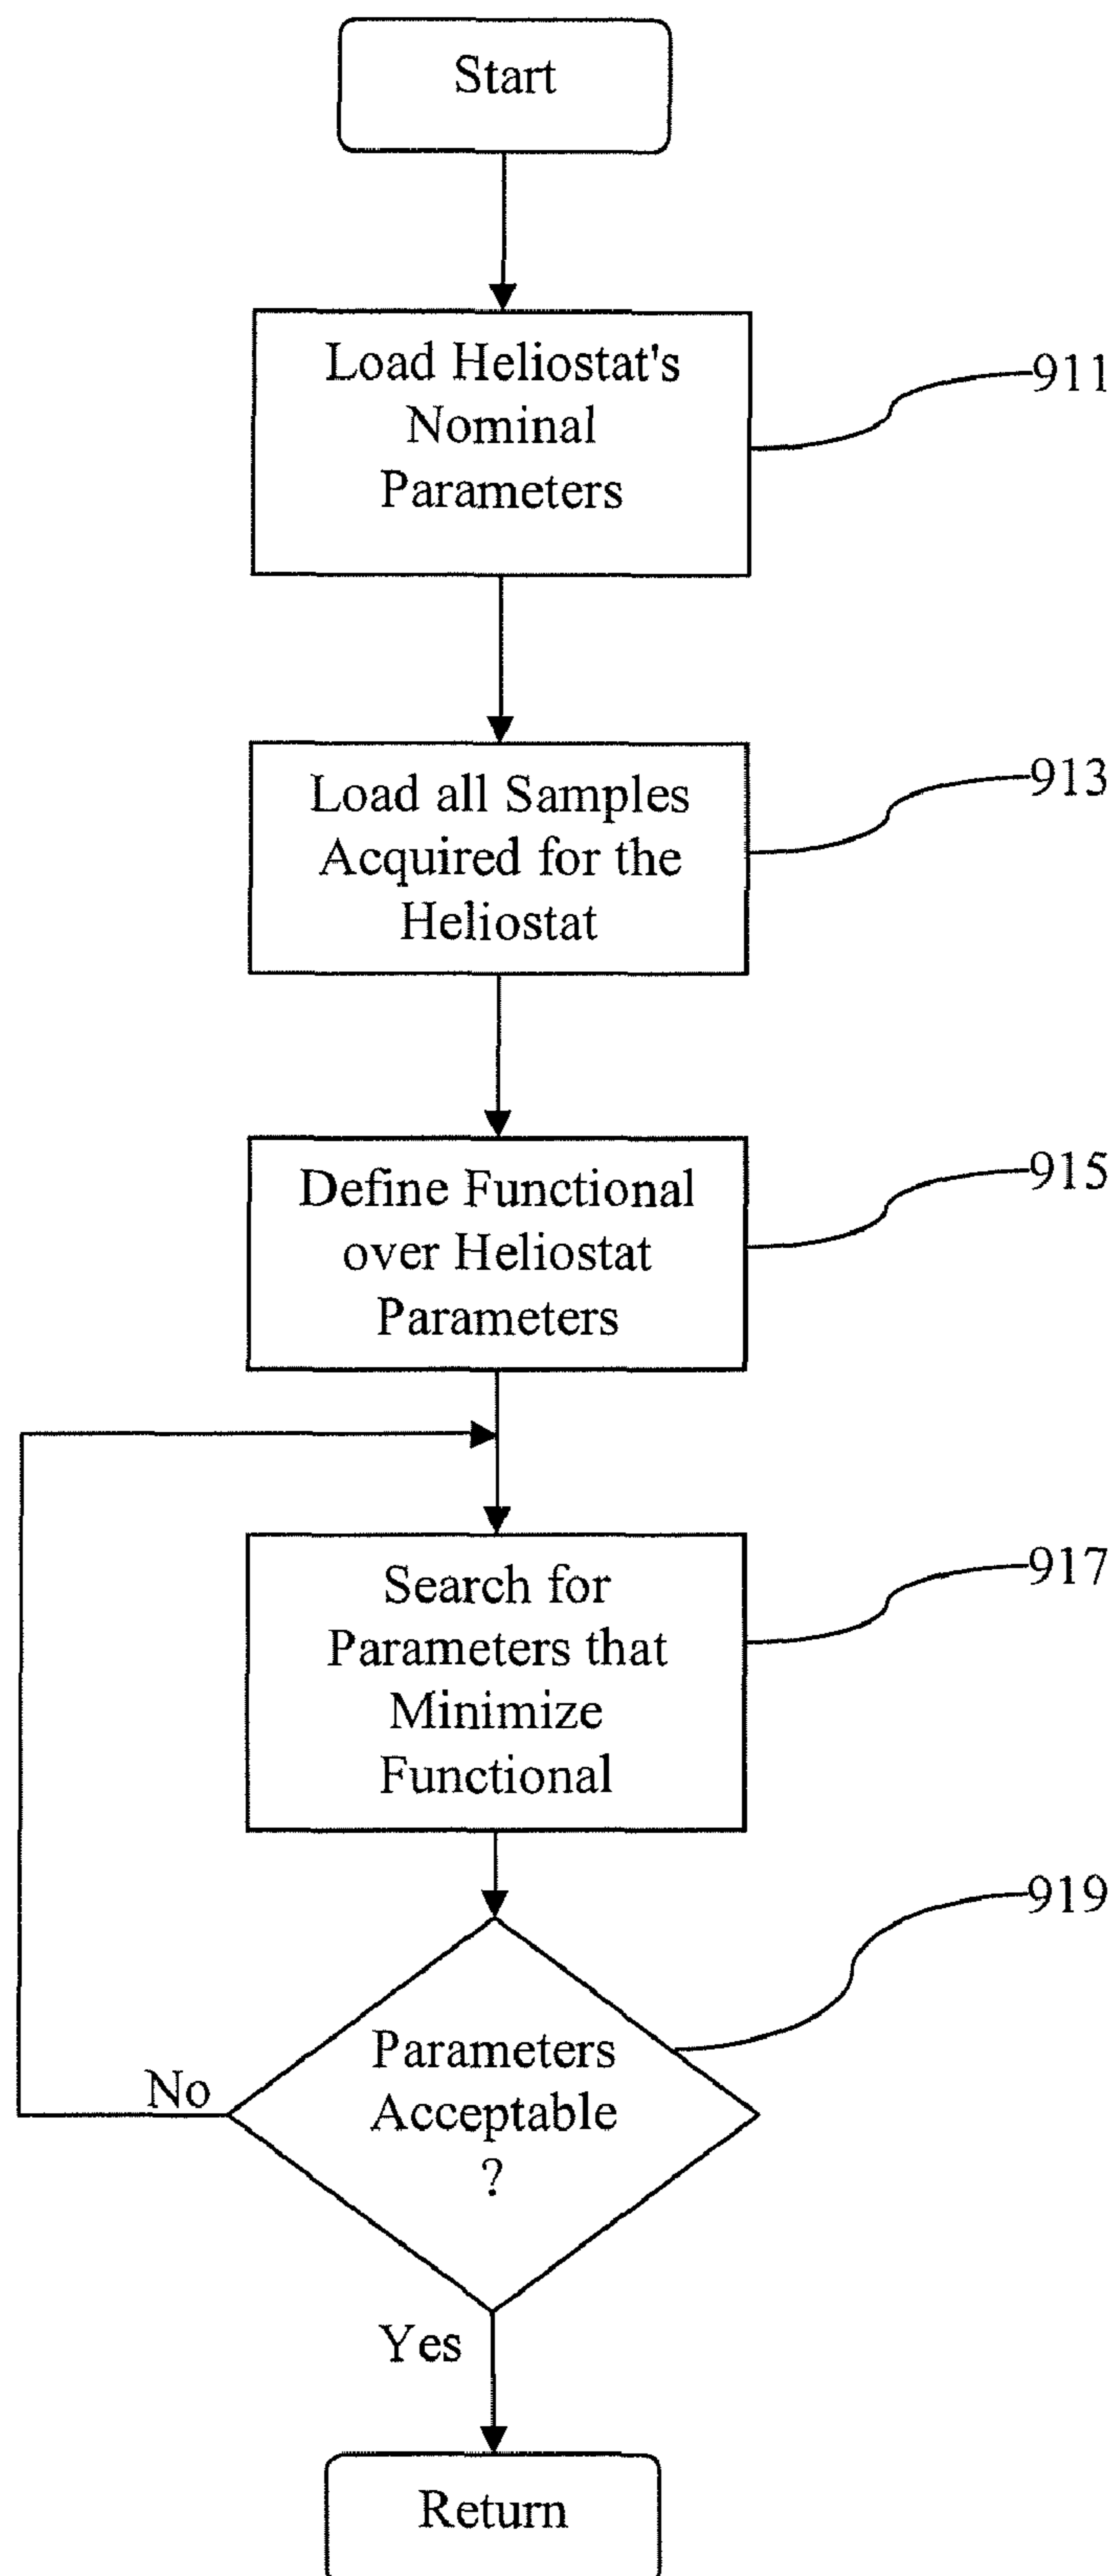 Start
Load Heliostat's
Nominal
Parameters
911
Load all Samples
Acquired for the
Heliostat
913
Define Functional
over Heliostat
Parameters
915
Search for
Parameters that
Minimize
Functional
917
Parameters
Acceptable
?
919
No
Yes
Return